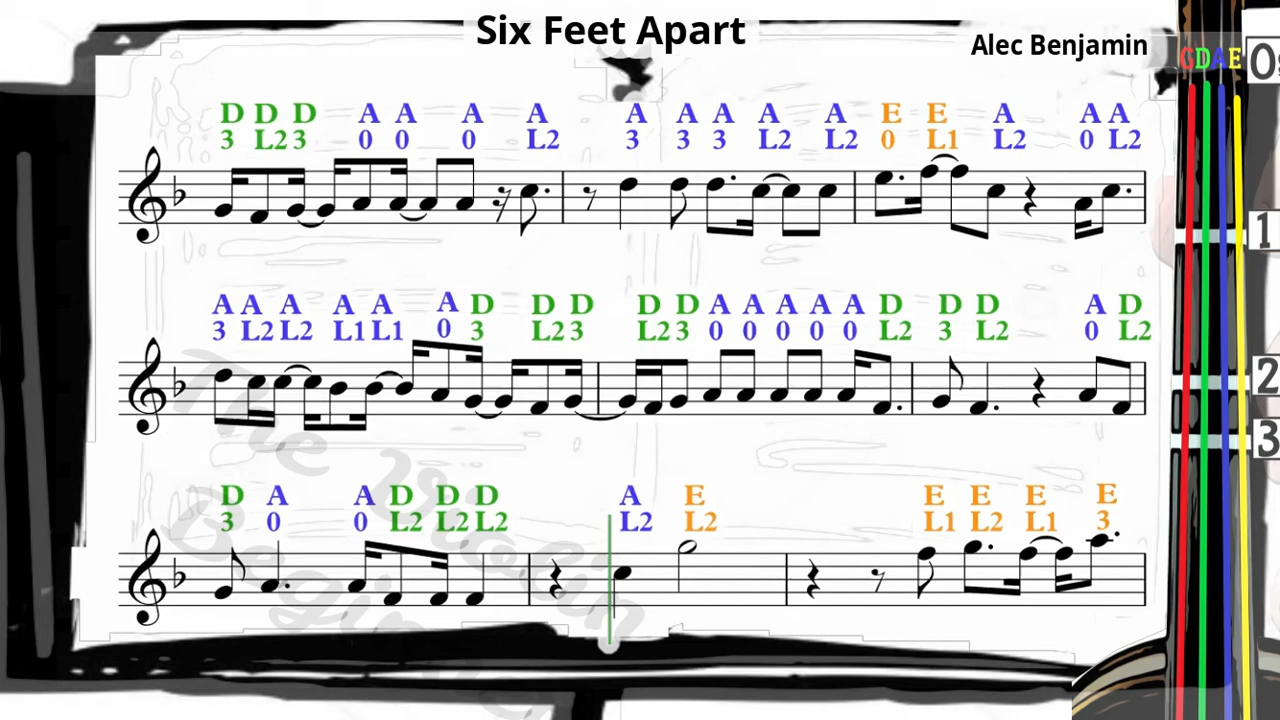 Six Feet Apart
Alec Benjamin
G D A E
D D D A A A A A A A A A E E A A A
3 L2 3 0 0 0 L2 3 3 3 L2 L2 0 L1 L2 0 L2
A A A A A A D D D D D A A A A A D D D A D
3 L2 L2 L1 L1 0 3 L2 3 L2 3 0 0 0 0 0 L2 3 L2 0 L2
D A A D D D A E E E E E
3 0 0 L2 L2 L2 L2 L2 L1 L2 L1 3
1
2
3
The Violin